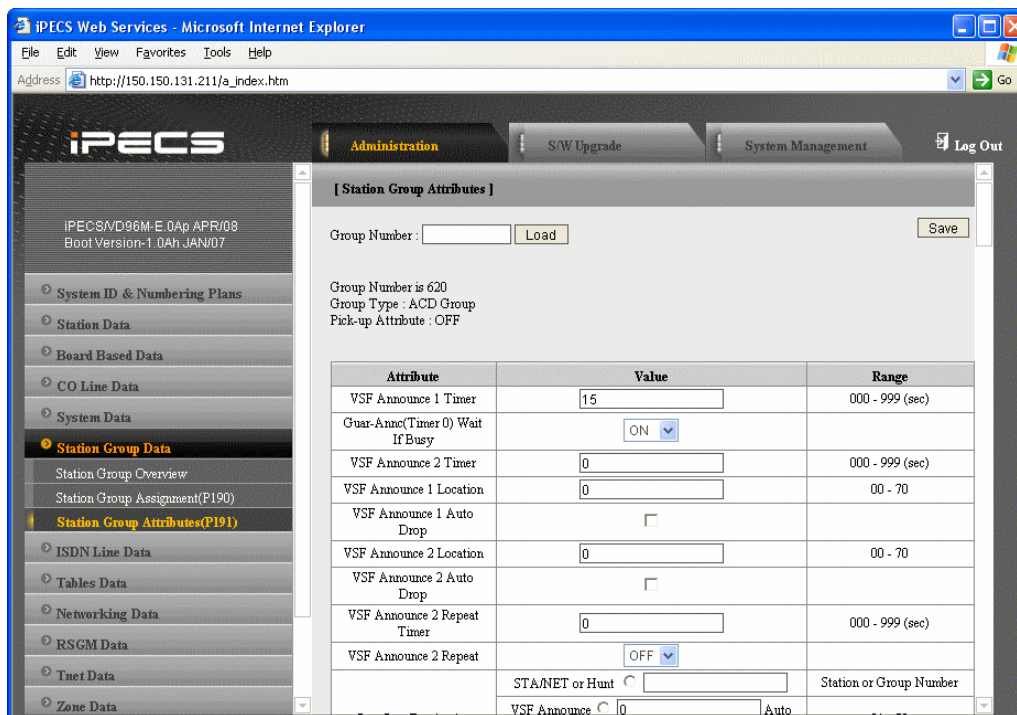 iPECS Web Services - Microsoft Internet Explorer
File Edit View Favorites Tools Help
Address http://150.150.131.211/a_index.htm Go
iPECS
Administration S/W Upgrade System Management Log Out
iPECS/VD96M-E.0Ap APR/08
Boot Version-1.0Ah JAN/07
System ID & Numbering Plans
Station Data
Board Based Data
CO Line Data
System Data
Station Group Data
Station Group Overview
Station Group Assignment(P190)
Station Group Attributes(P191)
ISDN Line Data
Tables Data
Networking Data
RSGM Data
Tnet Data
Zone Data
[ Station Group Attributes ]
Group Number : Load Save
Group Number is 620
Group Type : ACD Group
Pick-up Attribute : OFF
Attribute Value Range
VSF Announce 1 Timer 15 000 - 999 (sec)
Guar-Annc(Timer 0) Wait If Busy ON
VSF Announce 2 Timer 0 000 - 999 (sec)
VSF Announce 1 Location 0 00 - 70
VSF Announce 1 Auto Drop
VSF Announce 2 Location 0 00 - 70
VSF Announce 2 Auto Drop
VSF Announce 2 Repeat Timer 0 000 - 999 (sec)
VSF Announce 2 Repeat OFF
STA/NET or Hunt Station or Group Number
VSF Announce 0 Auto